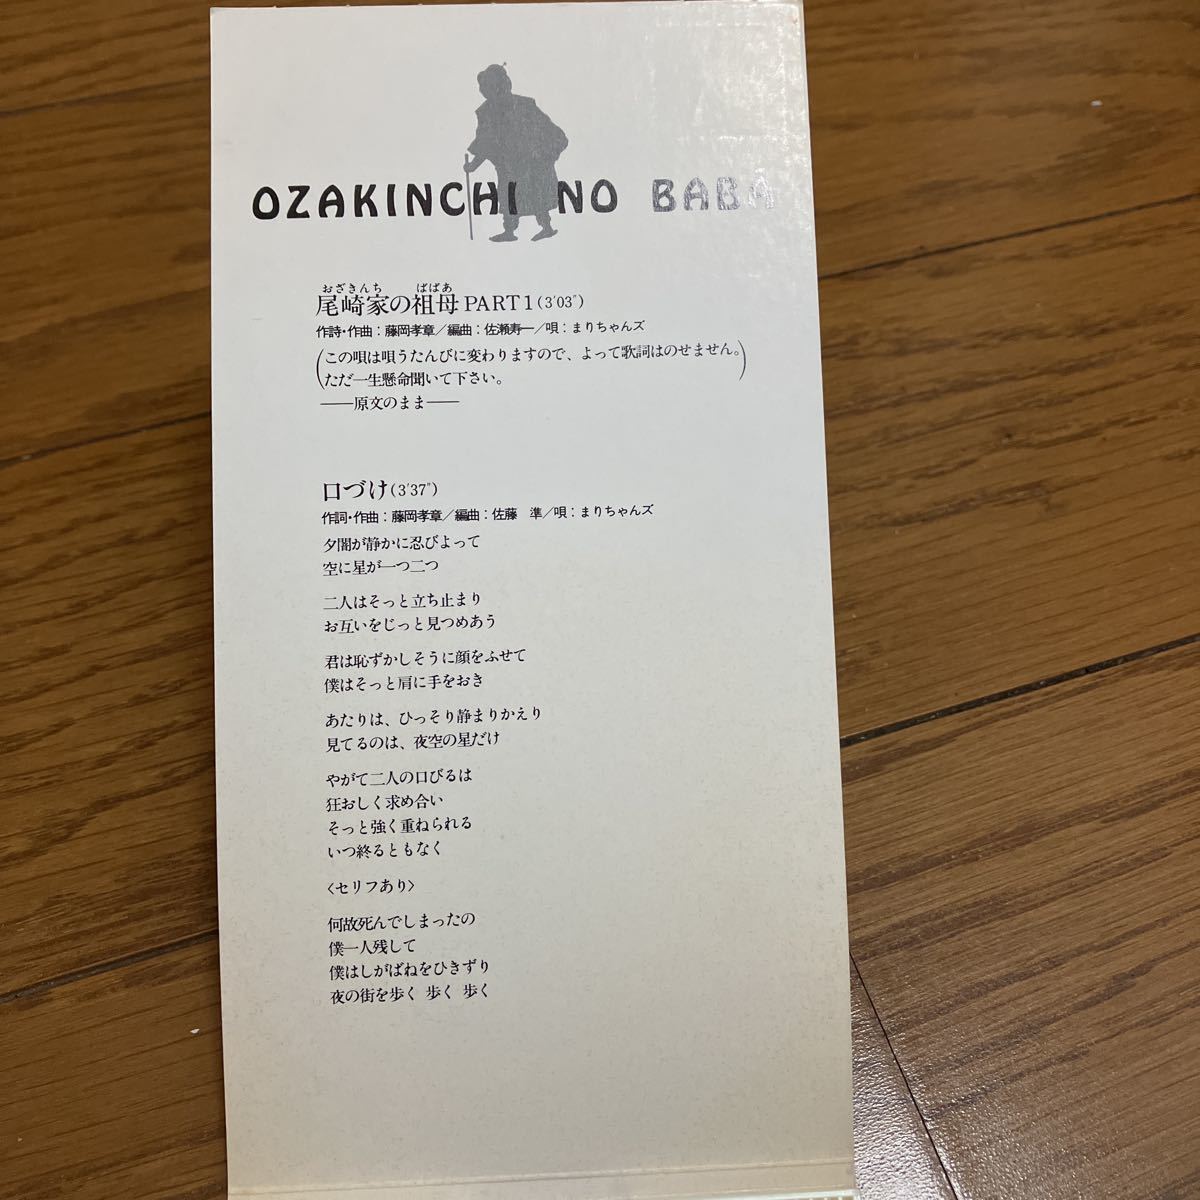 OZAKINCHI NO BABA
おざきんち ばばあ
尾崎家の祖母 PART1(3'03")
作詩・作曲:藤岡孝章/編曲:佐瀬寿一/唄:まりちゃんズ
(この唄は唄うたんびに変わりますので、よって歌詞はのせません。
ただ一生懸命聞いて下さい。)
——原文のまま——
口づけ(3'37")
作詞・作曲:藤岡孝章/編曲:佐藤 準/唄:まりちゃんズ
夕闇が静かに忍びよって
空に星が一つ二つ
二人はそっと立ち止まり
お互いをじっと見つめあう
君は恥ずかしそうに顔をふせて
僕はそっと肩に手をおき
あたりは、ひっそり静まりかえり
見てるのは、夜空の星だけ
やがて二人の口びるは
狂おしく求め合い
そっと強く重ねられる
いつ終るともなく
〈セリフあり〉
何故死んでしまったの
僕一人残して
僕はしがばねをひきずり
夜の街を歩く 歩く 歩く